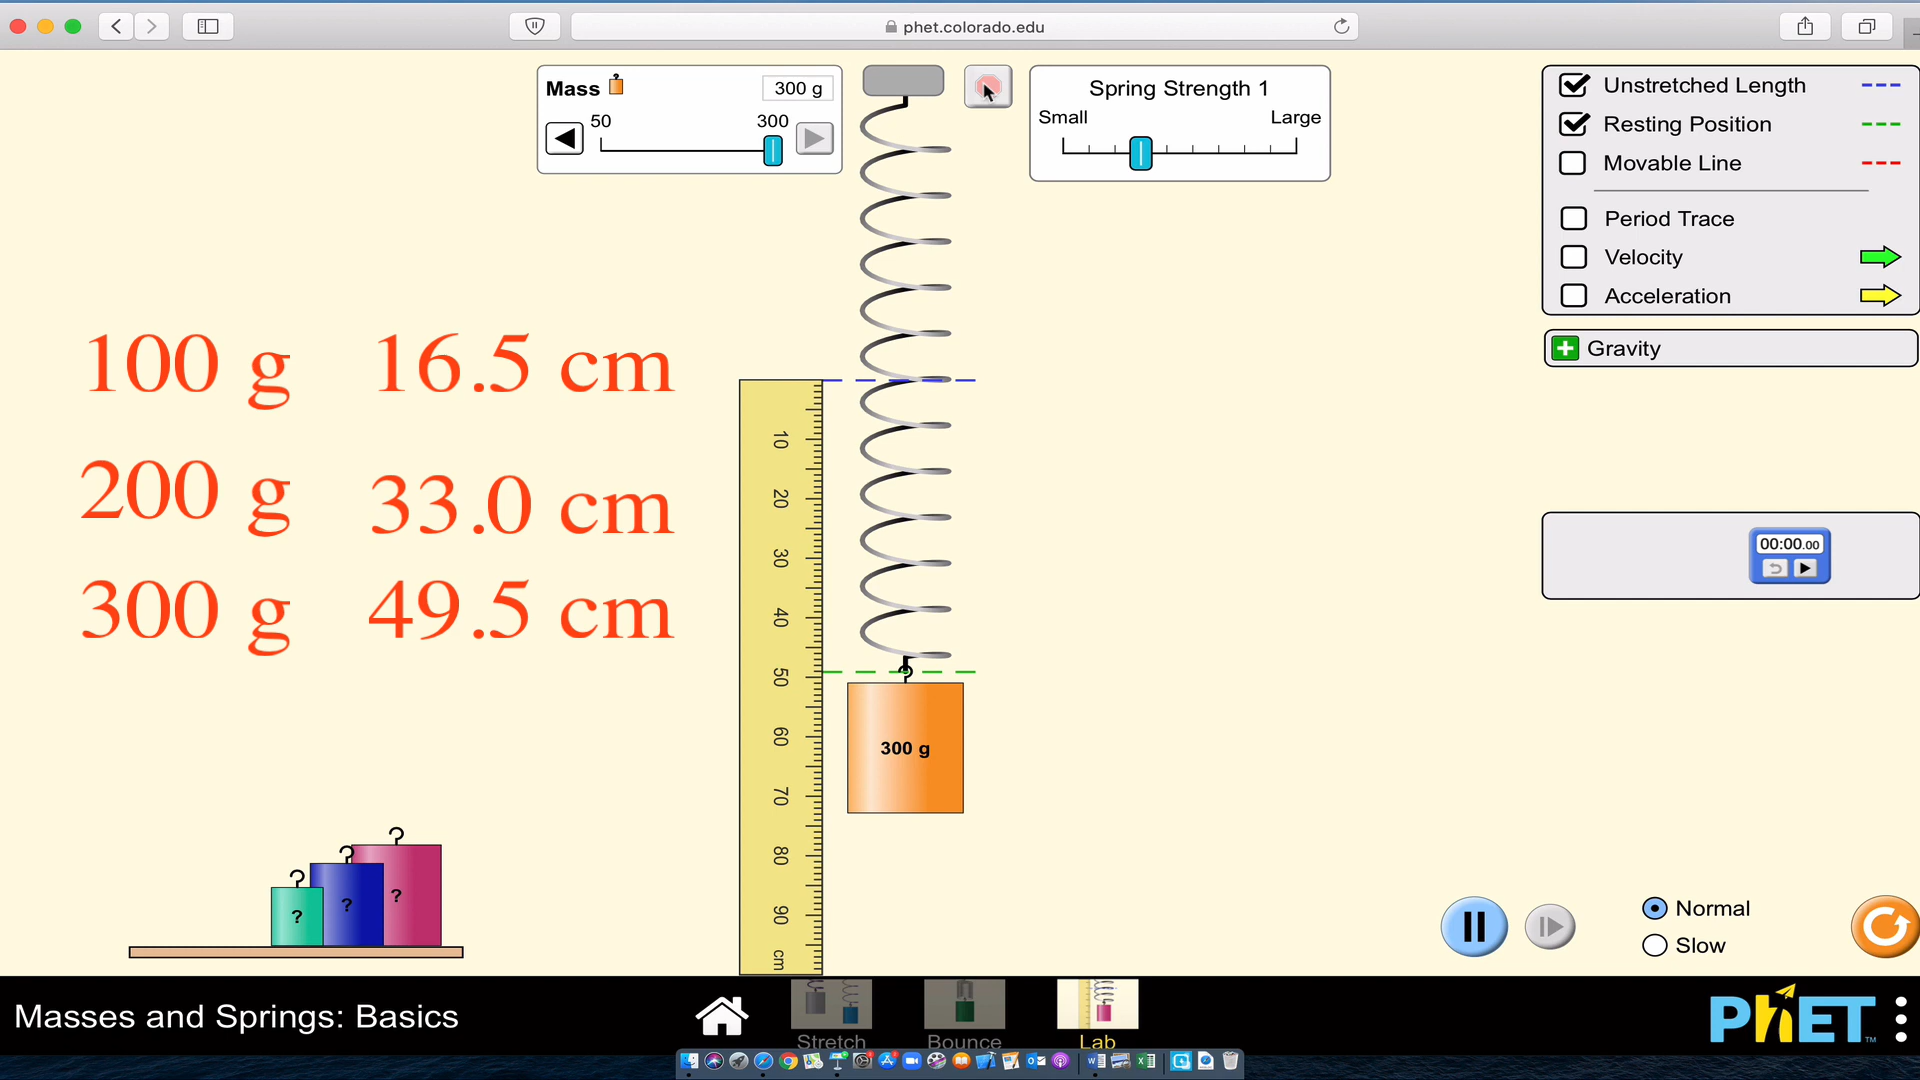 phet.colorado.edu
Mass 300 g
50 300
Spring Strength 1
Small Large
Unstretched Length
Resting Position
Movable Line
Period Trace
Velocity
Acceleration
Gravity
100 g 16.5 cm
200 g 33.0 cm
300 g 49.5 cm
10
20
30
40
50
60
70
80
90
cm
300 g
00:00.00
? ? ?
Normal
Slow
Masses and Springs: Basics
Stretch
Bounce
Lab
PhET